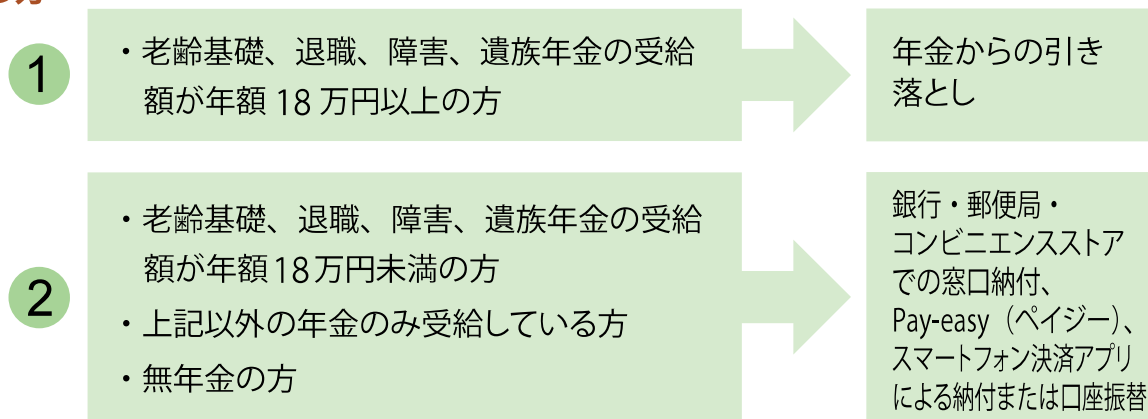 1
・老齢基礎、退職、障害、遺族年金の受給
額が年額 18 万円以上の方
年金からの引き
落とし
2
・老齢基礎、退職、障害、遺族年金の受給
額が年額18万円未満の方
・上記以外の年金のみ受給している方
・無年金の方
銀行・郵便局・
コンビニエンスストア
での窓口納付、
Pay-easy（ペイジー）、
スマートフォン決済アプリ
による納付または口座振替